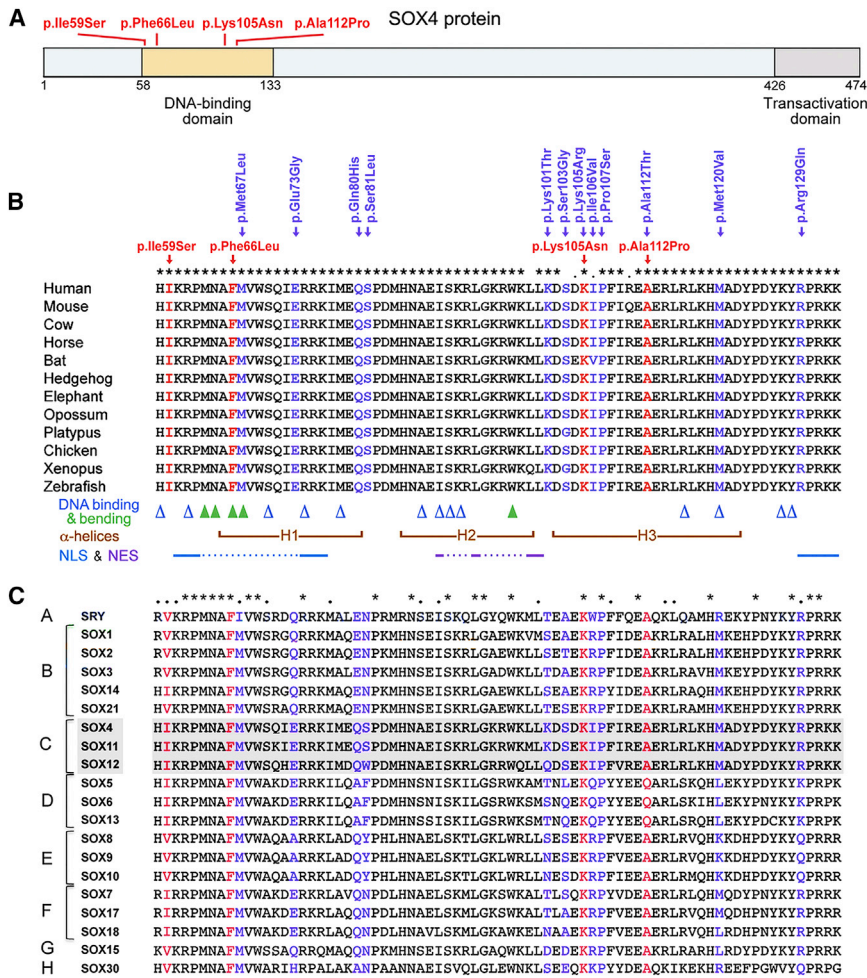 A
SOX4 protein
p.Ile59Ser p.Phe66Leu p.Lys105Asn p.Ala112Pro
1 58 133 426 474
DNA-binding domain
Transactivation domain
B
p.Met67Leu p.Glu73Gly p.Gln80His p.Ser81Leu p.Lys101Thr p.Ser103Gly p.Lys105Arg p.Ile106Val p.Pro107Ser p.Ala112Thr p.Met120Val p.Arg129Gln
p.Ile59Ser p.Phe66Leu p.Lys105Asn p.Ala112Pro
Human HIKRPMNAFMVWSQIERRKIMEQSPDMHNAEISKRLGKRWKLLKDSDKIPFIREAERLRLKHMADYPDYKYRPRKK
Mouse HIKRPMNAFMVWSQIERRKIMEQSPDMHNAEISKRLGKRWKLLKDSDKIPFIQEAERLRLKHMADYPDYKYRPRKK
Cow HIKRPMNAFMVWSQIERRKIMEQSPDMHNAEISKRLGKRWKLLKDSDKIPFIREAERLRLKHMADYPDYKYRPRKK
Horse HIKRPMNAFMVWSQIERRKIMEQSPDMHNAEISKRLGKRWKLLKDSDKIPFIREAERLRLKHMADYPDYKYRPRKK
Bat HIKRPMNAFMVWSQIERRKIMEQSPDMHNAEISKRLGKRWKMLKDSEKVPFIREAERLRLKHMADYPDYKYRPRKK
Hedgehog HIKRPMNAFMVWSQIERRKIMEQSPDMHNAEISKRLGKRWKLLKDSDKIPFIREAERLRLKHMADYPDYKYRPRKK
Elephant HIKRPMNAFMVWSQIERRKIMEQSPDMHNAEISKRLGKRWKLLKDSDKIPFIREAERLRLKHMADYPDYKYRPRKK
Opossum HIKRPMNAFMVWSQIERRKIMEQSPDMHNAEISKRLGKRWKLLKDSDKIPFIREAERLRLKHMADYPDYKYRPRKK
Platypus HIKRPMNAFMVWSQIERRKIMEQSPDMHNAEISKRLGKRWKLLKDGDKIPFIREAERLRLKHMADYPDYKYRPRKK
Chicken HIKRPMNAFMVWSQIERRKIMEQSPDMHNAEISKRLGKRWKLLKDSDKIPFIREAERLRLKHMADYPDYKYRPRKK
Xenopus HIKRPMNAFMVWSQIERRKIMEQSPDMHNAEISKRLGKRWKQLKDGDKIPFIREAERLRLKHMADYPDYKYRPRKK
Zebrafish HIKRPMNAFMVWSQIERRKIMEQSPDMHNAEISKRLGKRWKLLKDSDKIPFIREAERLRLKHMADYPDYKYRPRKK
DNA binding
& bending
α-helices H1 H2 H3
NLS & NES
C
A SRY RVKRPMNAFIVWSRDQRRKMALENPRMRNSEISKQLGYQWKMLTEAEKWPFFQEAQKLQAMHREKYPNYKYRPRRK
SOX1 RVKRPMNAFMVWSRGQRRKMAQENPKMHNSEISKRLGAEWKVMSEAEKRPFIDEAKRLRALHMKEHPDYKYRPRRK
SOX2 RVKRPMNAFMVWSRGQRRKMAQENPKMHNSEISKRLGAEWKLLSETEKRPFIDEAKRLRALHMKEHPDYKYRPRRK
B SOX3 RVKRPMNAFMVWSRGQRRKMAQENPKMHNSEISKRLGADWKLLTDAEKRPFIDEAKRLRAVHMKEYPDYKYRPRRK
SOX14 HIKRPMNAFMVWSRGQRRKMAQENPKMHNSEISKRLGAEWKLLSEAEKRPYIDEAKRLRAQHMKEHPDYKYRPRRK
SOX21 HVKRPMNAFMVWSRAQRRKMAQENPKMHNSEISKRLGAEWKLLTESEKRPFIDEAKRLRAMHMKEHPDYKYRPRRK
SOX4 HIKRPMNAFMVWSQIERRKIMEQSPDMHNAEISKRLGKRWKLLKDSDKIPFIREAERLRLKHMADYPDYKYRPRKK
C SOX11 HIKRPMNAFMVWSKIERRKIMEQSPDMHNAEISKRLGKRWKMLKDSEKIPFIREAERLRLKHMADYPDYKYRPRKK
SOX12 HIKRPMNAFMVWSQHERRKIMDQWPDMHNAEISKRLGRRWQLLQDSEKIPFVREAERLRLKHMADYPDYKYRPRKK
SOX5 HIKRPMNAFMVWAKDERRKILQAFPDMHNSNISKILGSRWKAMTNLEKQPYYEEQARLSKQHLEKYPDYKYKPRPK
D SOX6 HIKRPMNAFMVWAKDERRKILQAFPDMHNSNISKILGSRWKSMSNQEKQPYYEEQARLSKIHLEKYPNYKYKPRPK
SOX13 HIKRPMNAFMVWAKDERRKILQAFPDMHNSSISKILGSRWKSMTNQEKQPYYEEQARLSRQHLEKYPDCKYKPRPK
SOX8 HVKRPMNAFMVWAQAARRKLADQYPHLHNAELSKTLGKLWRLLSESEKRPFVEEAERLRVQHKKDHPDYKYQPRRR
E SOX9 HVKRPMNAFMVWAQAARRKLADQYPHLHNAELSKTLGKLWRLLNESEKRPFVEEAERLRVQHKKDHPDYKYQPRRR
SOX10 HVKRPMNAFMVWAQAARRKLADQYPHLHNAELSKTLGKLWRLLNESDKRPFIEEAERLRMQHKKDHPDYKYQPRRR
SOX7 RIRRPMNAFMVWAKDERKRLAVQNPDLHNAELSKMLGKSWKALTLSQKRPYVDEAERLRLQHMQDYPNYKYRPRRK
F SOX17 RIRRPMNAFMVWAKDERKRLAQQNPDLHNAELSKMLGKSWKALTLAEKRPFVEEAERLRVQHMQDHPNYKYRPRRR
SOX18 RIRRPMNAFMVWAKDERKRLAQQNPDLHNAVLSKMLGKAWKELNAAEKRPFVEEAERLRVQHLRDHPNYKYRPRRK
G SOX15 KVKRPMNAFMVWSSAQRRQMAQQNPKMHNSEISKRLGAQWKLLDEDEKRPFVEEAKRLRARHLRDYPDYKYRPRRK
H SOX30 HVKRPMNAFMVWARIHRPALAKANPAANNAEISVQLGLEWNKLSEEQKKPYYDEAQKIKEKHREEFPGWVYQPRPG